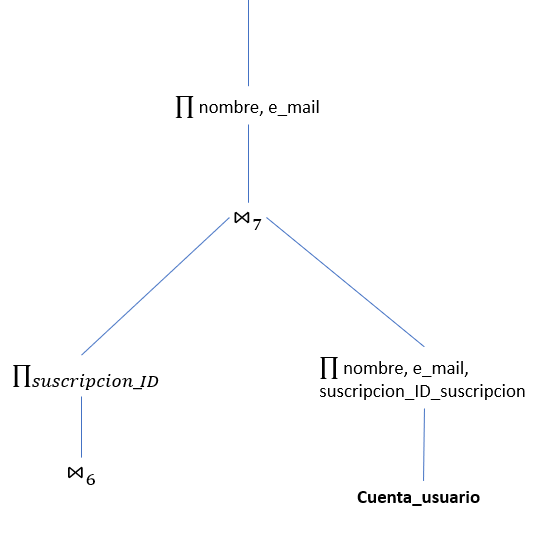 ∏ nombre, e_mail
⋈7
∏suscripcion_ID
∏ nombre, e_mail,
suscripcion_ID_suscripcion
⋈6
Cuenta_usuario